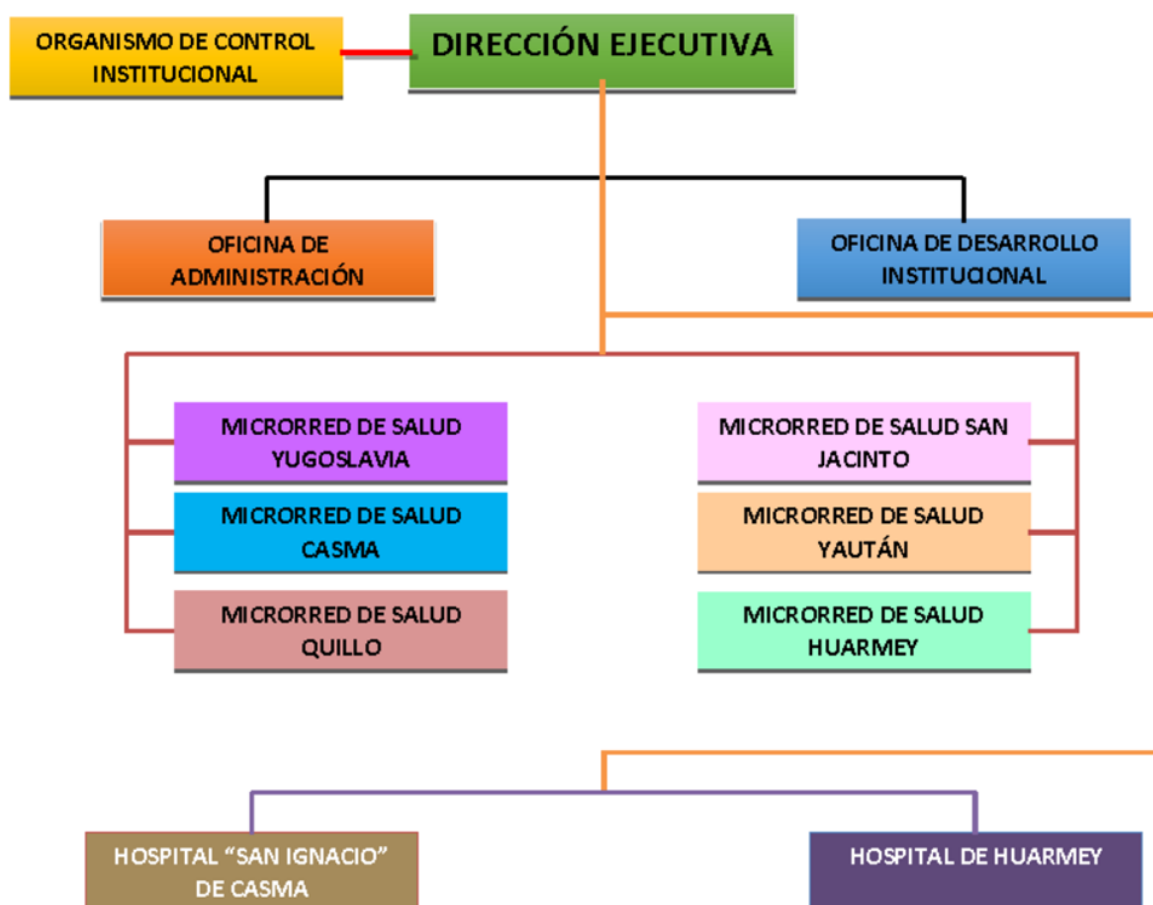 ORGANISMO DE CONTROL
INSTITUCIONAL
DIRECCIÓN EJECUTIVA
OFICINA DE
ADMINISTRACIÓN
OFICINA DE DESARROLLO
INSTITUCIONAL
MICRORRED DE SALUD
YUGOSLAVIA
MICRORRED DE SALUD SAN
JACINTO
MICRORRED DE SALUD
CASMA
MICRORRED DE SALUD
YAUTÁN
MICRORRED DE SALUD
QUILLO
MICRORRED DE SALUD
HUARMEY
HOSPITAL “SAN IGNACIO”
DE CASMA
HOSPITAL DE HUARMEY